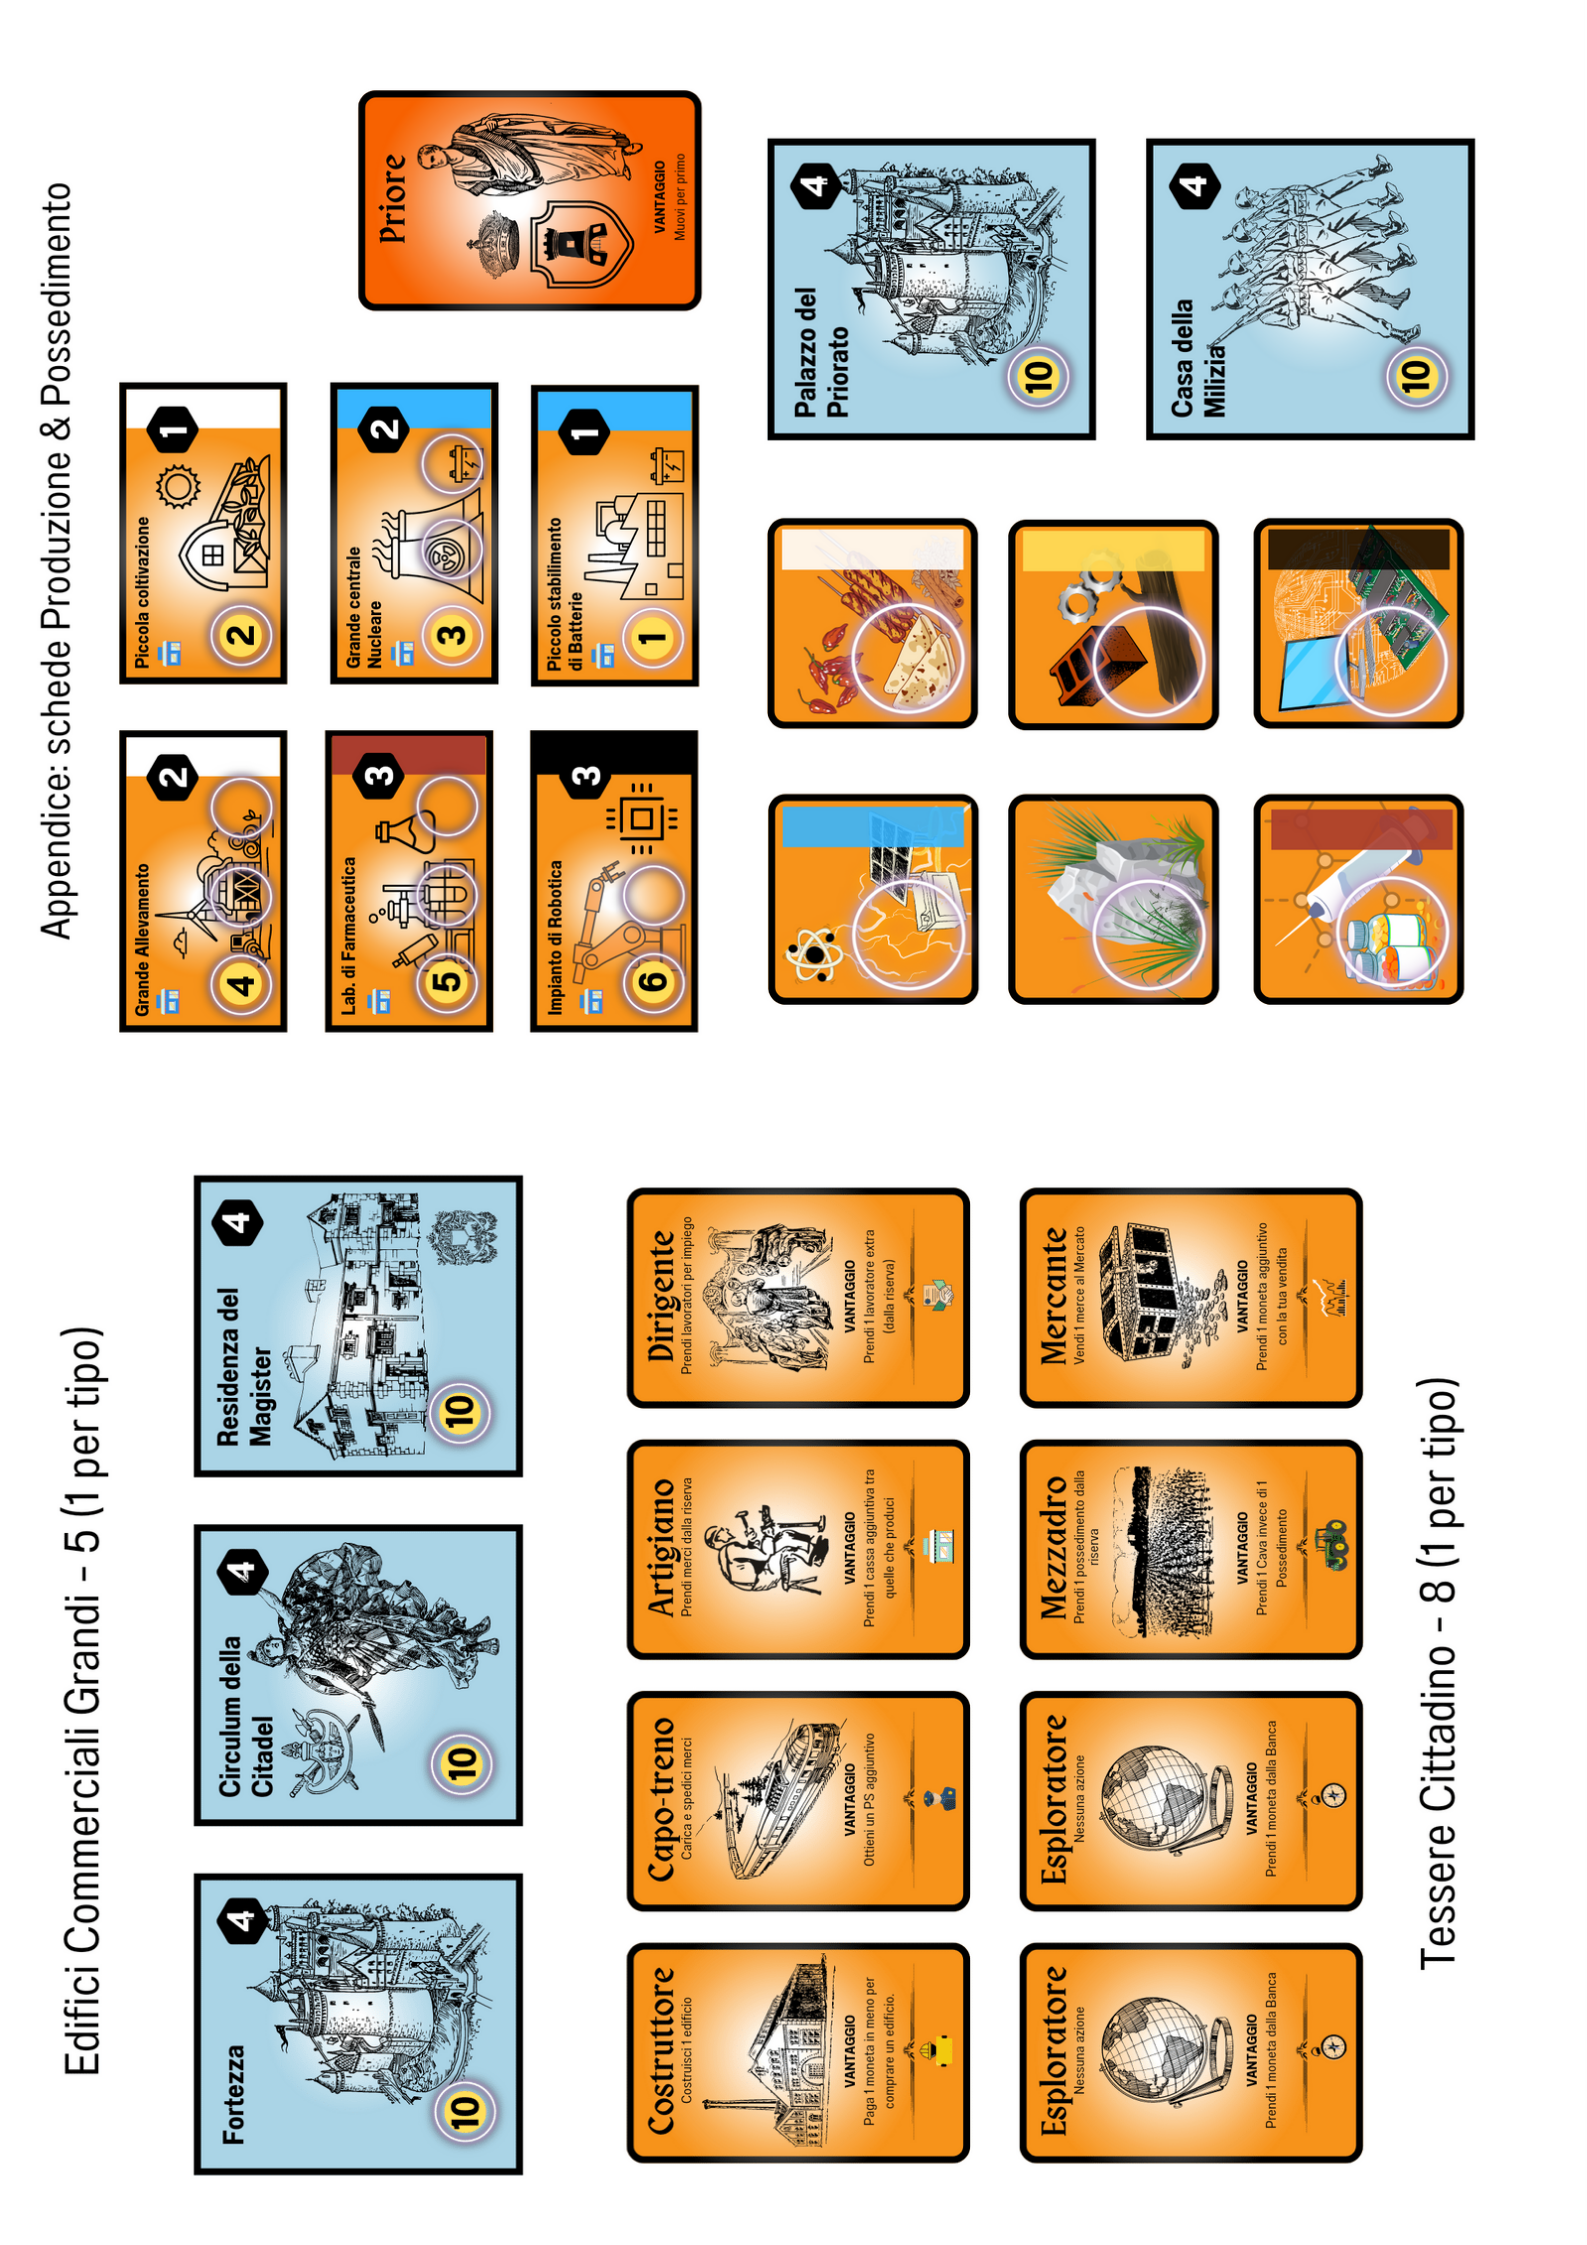 Edifici Commerciali Grandi - 5 (1 per tipo)
Fortezza
4
10
Circulum della
Citadel
4
10
Residenza del
Magister
4
10
Costruttore
Costruisci 1 edificio
VANTAGGIO
Paga 1 moneta in meno per
comprare un edificio.
Capo-treno
Carica e spedici merci
VANTAGGIO
Ottieni un PS aggiuntivo
Artigiano
Prendi merci dalla riserva
VANTAGGIO
Prendi 1 cassa aggiuntiva tra
quelle che produci
Dirigente
Prendi lavoratori per impiego
VANTAGGIO
Prendi 1 lavoratore extra
(dalla riserva)
Esploratore
Nessuna azione
VANTAGGIO
Prendi 1 moneta dalla Banca
Esploratore
Nessuna azione
VANTAGGIO
Prendi 1 moneta dalla Banca
Mezzadro
Prendi 1 possedimento dalla
riserva
VANTAGGIO
Prendi 1 Cava invece di 1
Possedimento
Mercante
Vendi 1 merce al Mercato
VANTAGGIO
Prendi 1 moneta aggiuntivo
con la tua vendita
Tessere Cittadino - 8 (1 per tipo)
Appendice: schede Produzione & Possedimento
Grande Allevamento
2
4
Piccola coltivazione
1
2
Lab. di Farmaceutica
3
5
Grande centrale
Nucleare
2
3
Impianto di Robotica
3
6
Piccolo stabilimento
di Batterie
1
1
Priore
VANTAGGIO
Muovi per primo
Palazzo del
Priorato
4
10
Casa della
Milizia
4
10